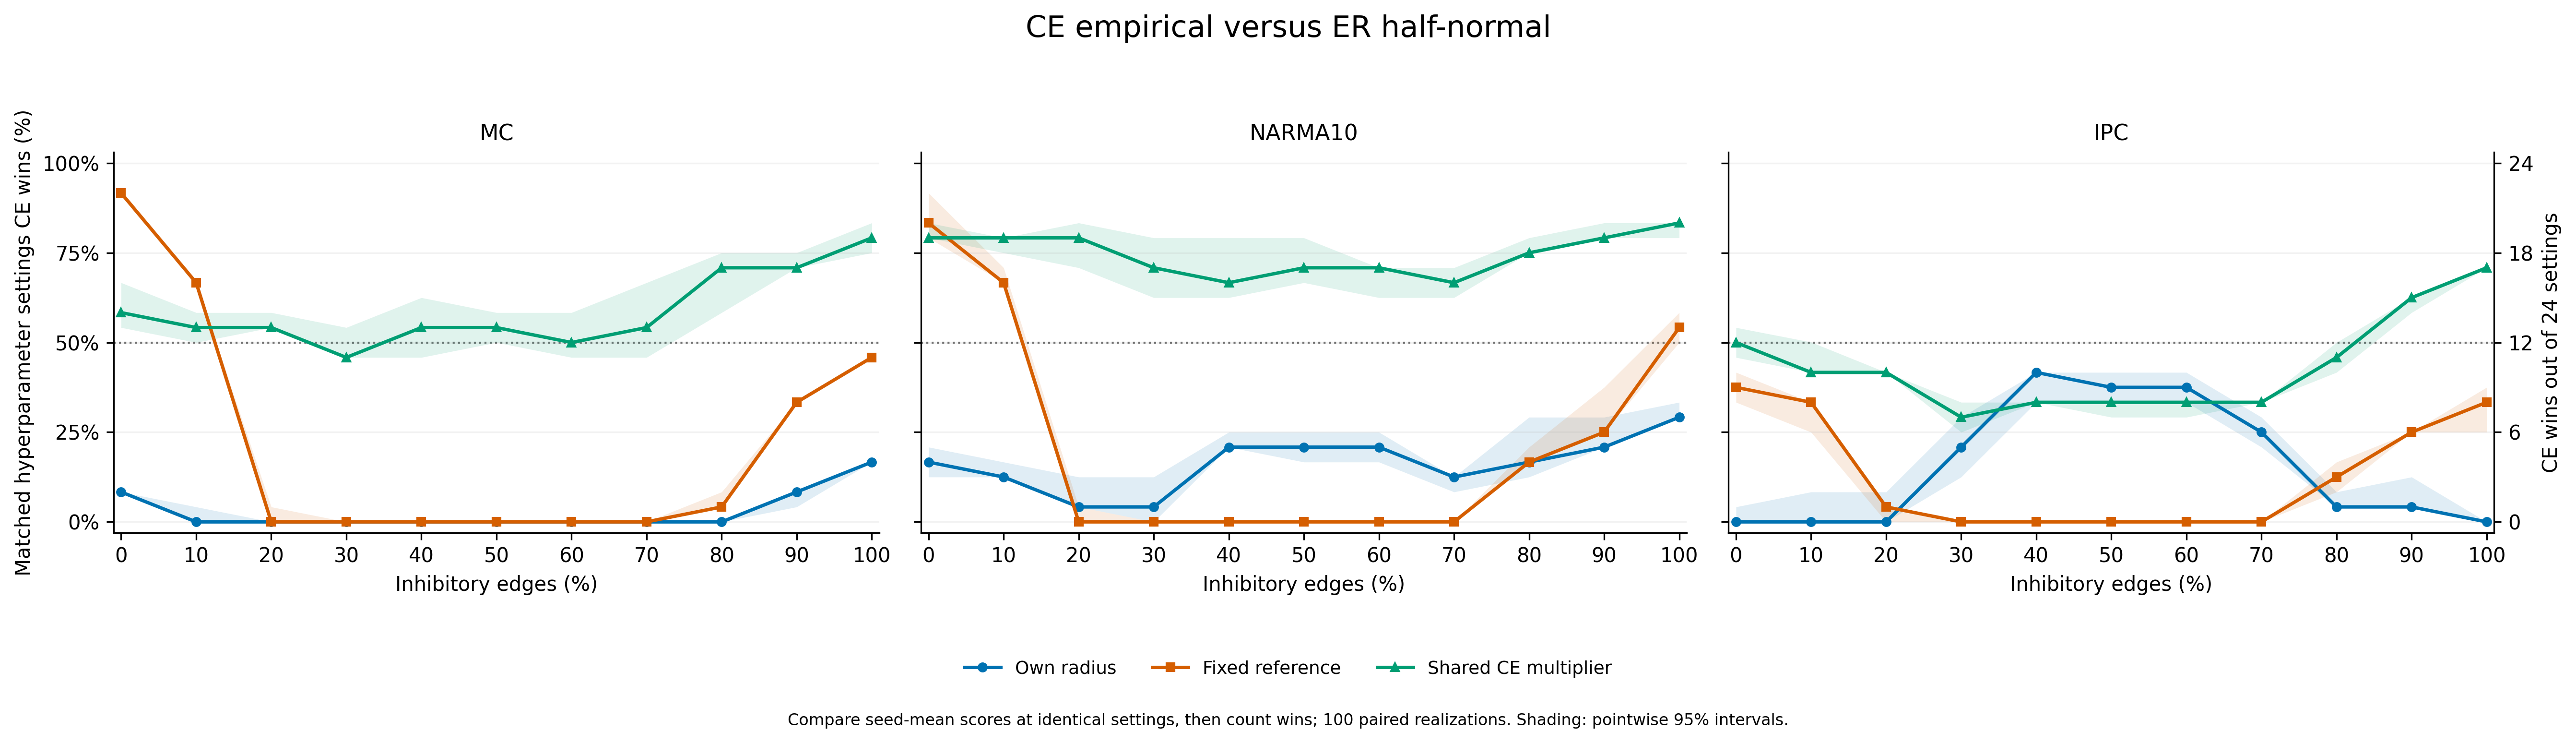 CE empirical versus ER half-normal
MC
NARMA10
IPC
Matched hyperparameter settings CE wins (%)
100%
75%
50%
25%
0%
0 10 20 30 40 50 60 70 80 90 100
Inhibitory edges (%)
0 10 20 30 40 50 60 70 80 90 100
Inhibitory edges (%)
0 10 20 30 40 50 60 70 80 90 100
Inhibitory edges (%)
24
18
12
6
0
CE wins out of 24 settings
Own radius Fixed reference Shared CE multiplier
Compare seed-mean scores at identical settings, then count wins; 100 paired realizations. Shading: pointwise 95% intervals.